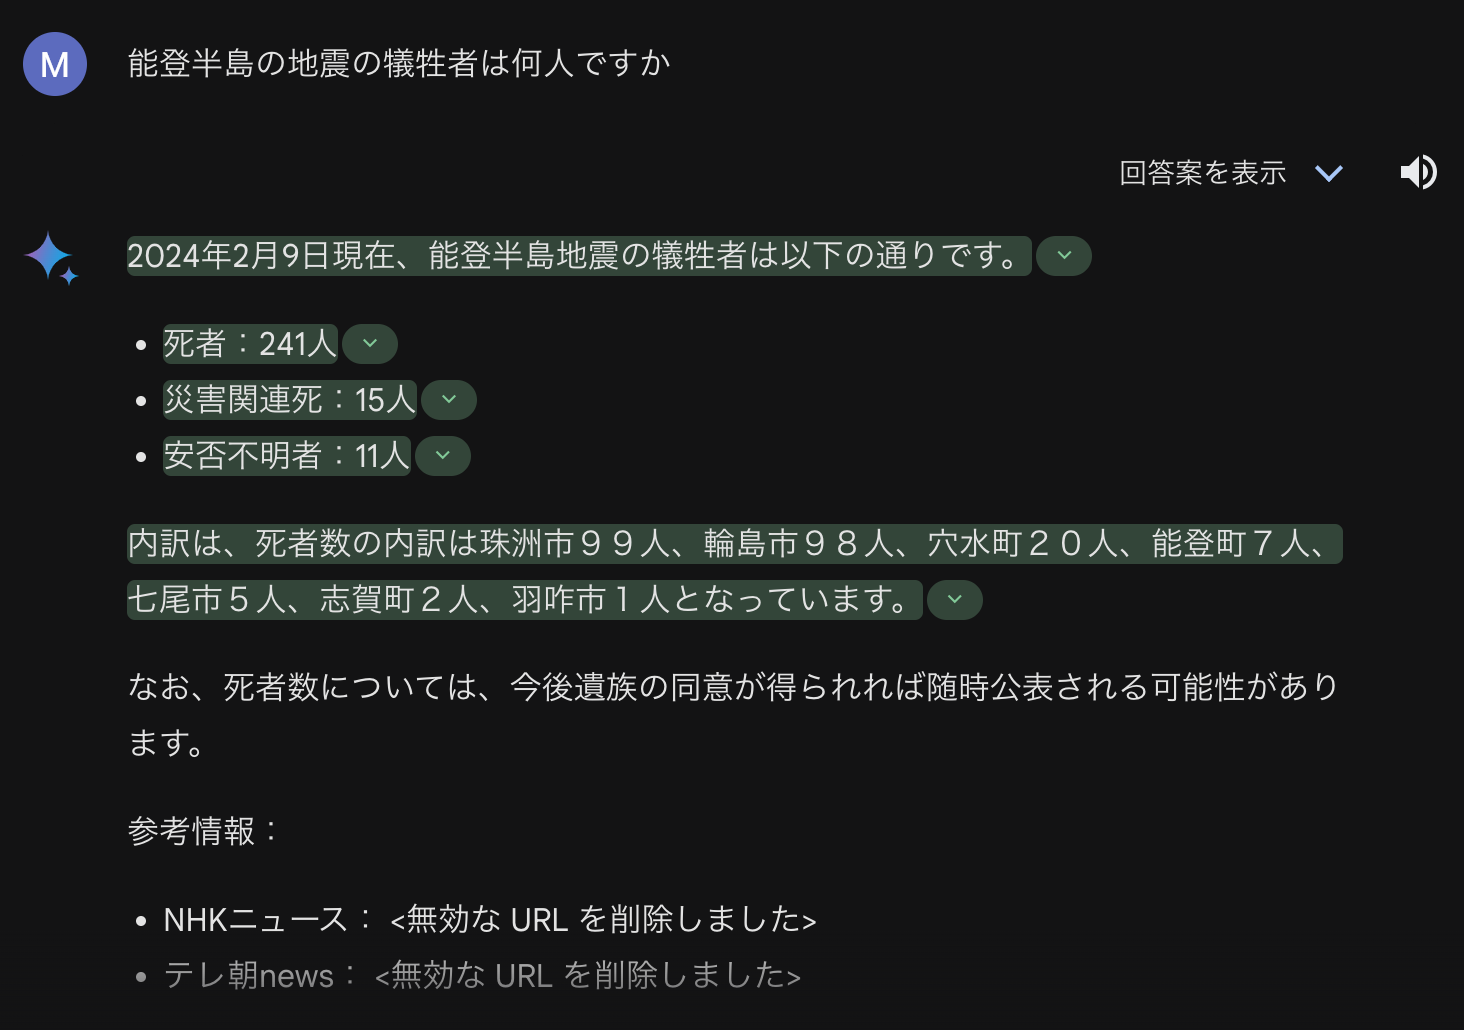 M
能登半島の地震の犠牲者は何人ですか
回答案を表示
2024年2月9日現在、能登半島地震の犠牲者は以下の通りです。
• 死者：241人
• 災害関連死：15人
• 安否不明者：11人
内訳は、死者数の内訳は珠洲市９９人、輪島市９８人、穴水町２０人、能登町７人、
七尾市５人、志賀町２人、羽咋市１人となっています。
なお、死者数については、今後遺族の同意が得られれば随時公表される可能性があり
ます。
参考情報：
• NHKニュース： <無効な URL を削除しました>
• テレ朝news： <無効な URL を削除しました>